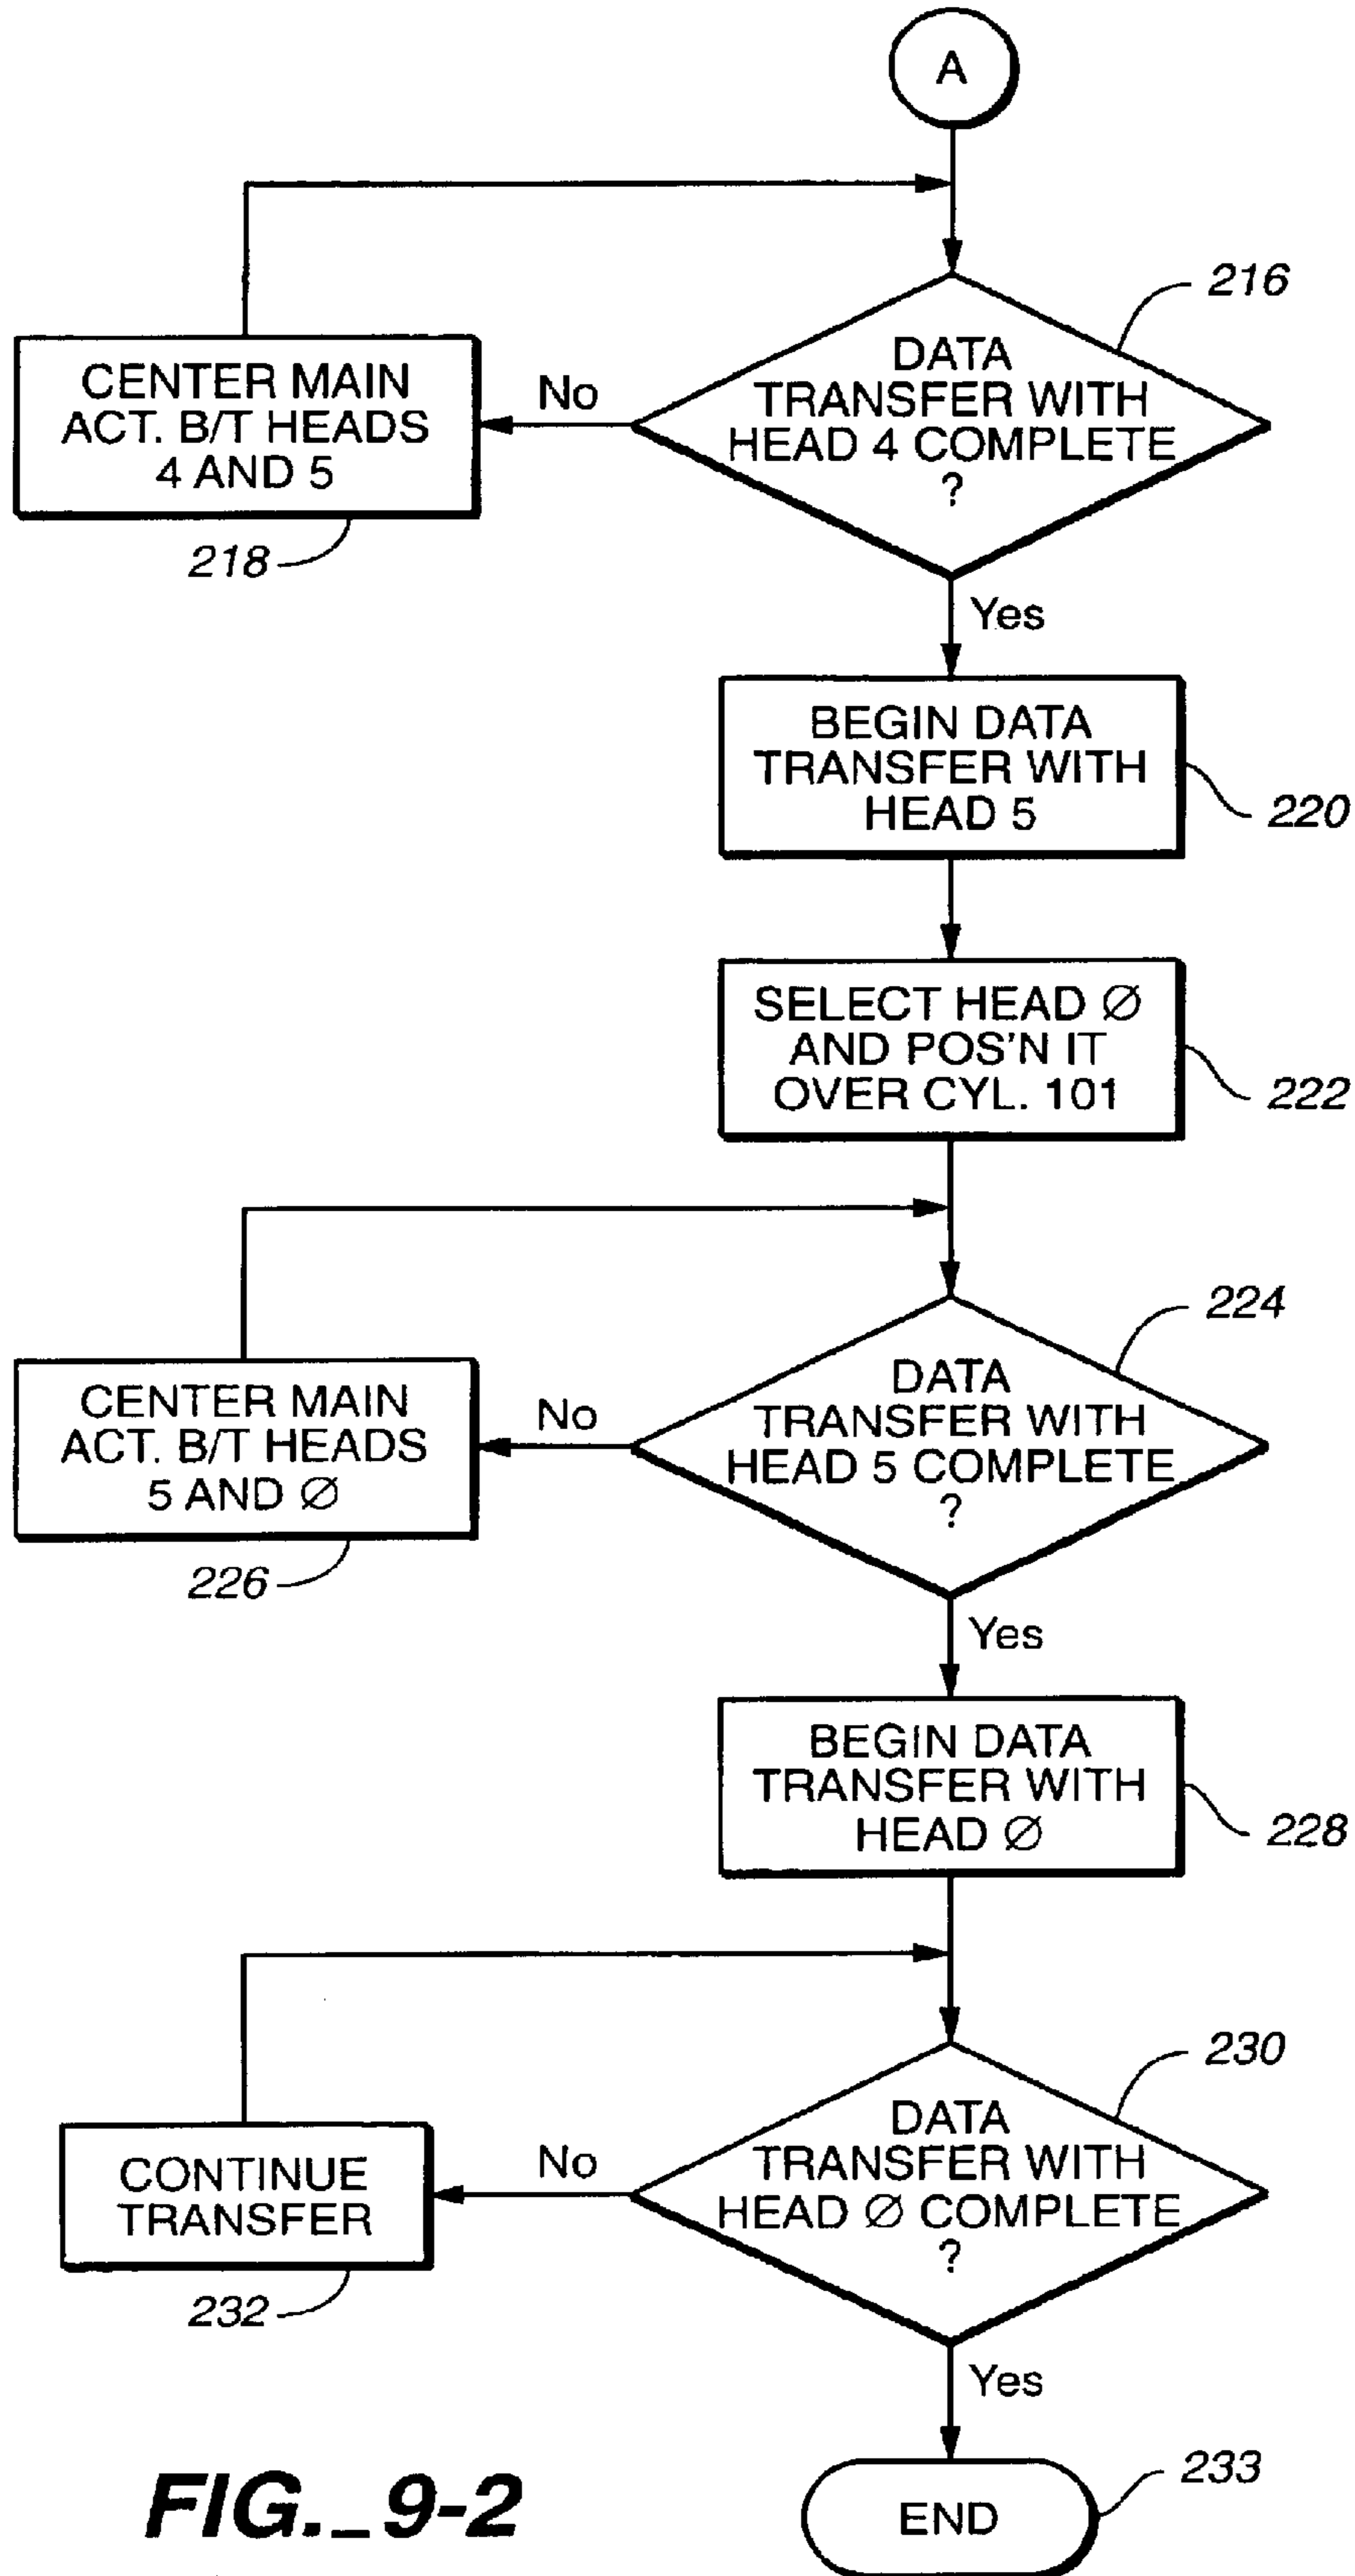 A
216
DATA
TRANSFER WITH
HEAD 4 COMPLETE
?
No
CENTER MAIN
ACT. B/T HEADS
4 AND 5
218
Yes
BEGIN DATA
TRANSFER WITH
HEAD 5
220
SELECT HEAD Ø
AND POS'N IT
OVER CYL. 101
222
224
DATA
TRANSFER WITH
HEAD 5 COMPLETE
?
No
CENTER MAIN
ACT. B/T HEADS
5 AND Ø
226
Yes
BEGIN DATA
TRANSFER WITH
HEAD Ø
228
230
DATA
TRANSFER WITH
HEAD Ø COMPLETE
?
No
CONTINUE
TRANSFER
232
Yes
233
END
FIG._9-2